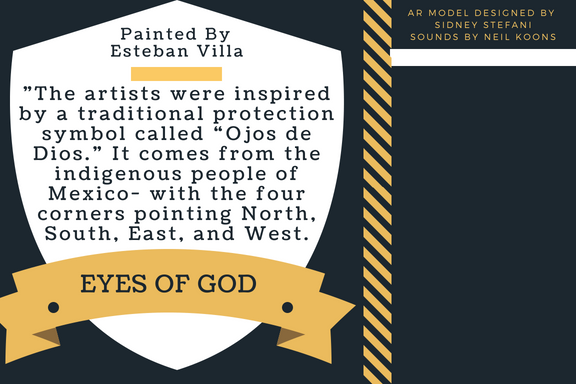 Painted By
Esteban Villa
”The artists were inspired
by a traditional protection
symbol called “Ojos de
Dios.” It comes from the
indigenous people of
Mexico- with the four
corners pointing North,
South, East, and West.
EYES OF GOD
AR MODEL DESIGNED BY
SIDNEY STEFANI
SOUNDS BY NEIL KOONS